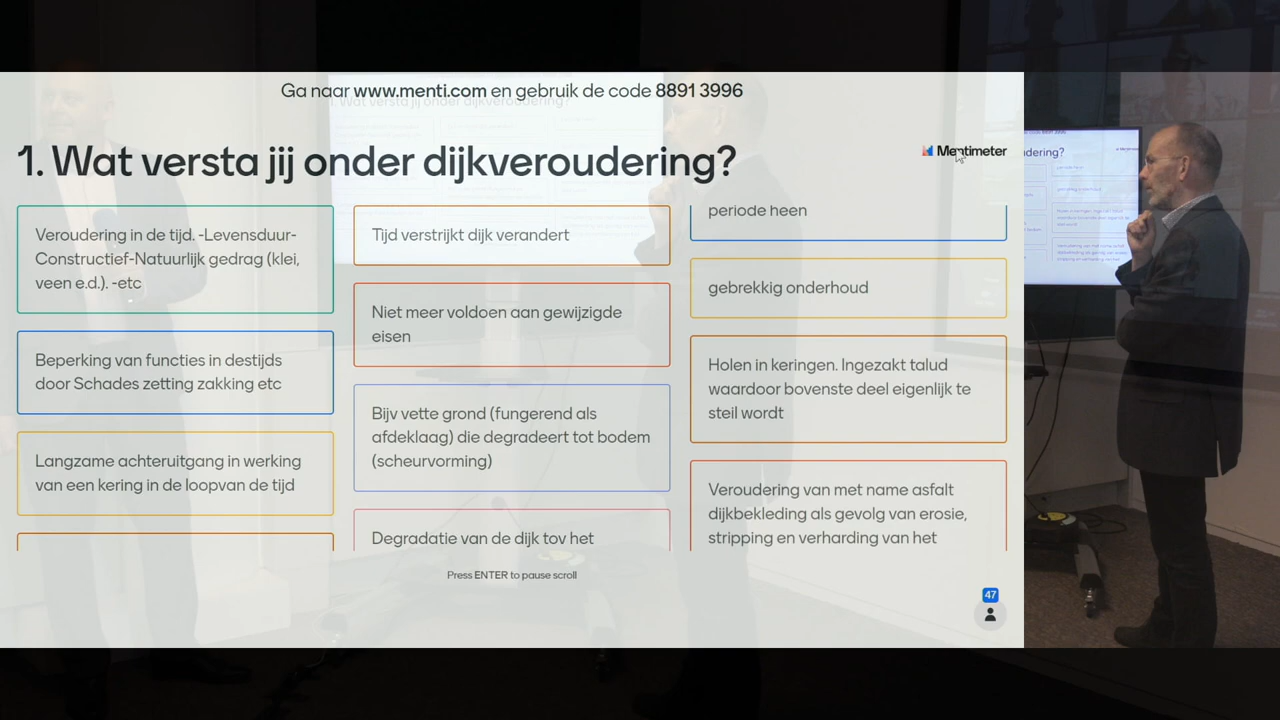 Ga naar www.menti.com en gebruik de code 8891 3996
1. Wat versta jij onder dijkveroudering?
Mentimeter
Veroudering in de tijd. -Levensduur-
Constructief-Natuurlijk gedrag (klei,
veen e.d.). -etc
Beperking van functies in destijds
door Schades zetting zakking etc
Langzame achteruitgang in werking
van een kering in de loopvan de tijd
Tijd verstrijkt dijk verandert
Niet meer voldoen aan gewijzigde
eisen
Bijv vette grond (fungerend als
afdeklaag) die degradeert tot bodem
(scheurvorming)
Degradatie van de dijk tov het
periode heen
gebrekkig onderhoud
Holen in keringen. Ingezakt talud
waardoor bovenste deel eigenlijk te
steil wordt
Veroudering van met name asfalt
dijkbekleding als gevolg van erosie,
stripping en verharding van het
Press ENTER to pause scroll
47
udering?